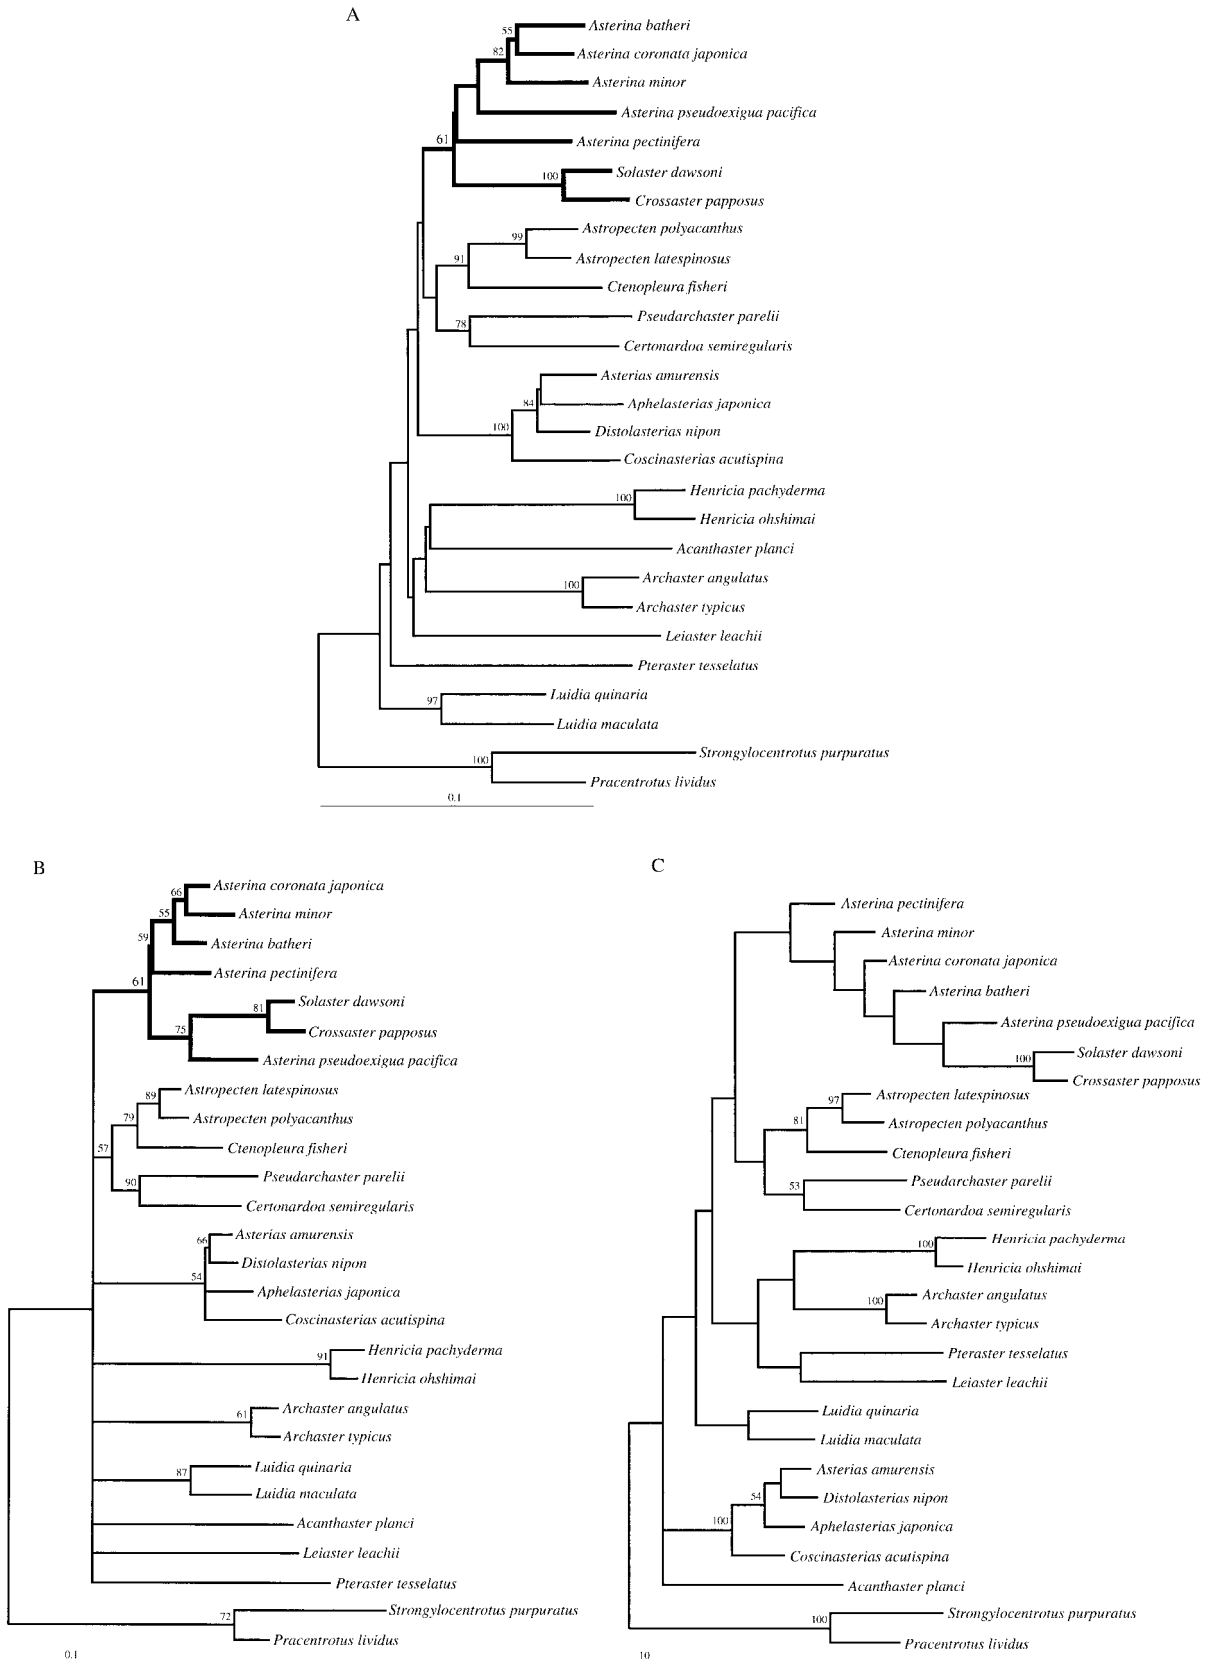 A
Asterina batheri
55
Asterina coronata japonica
82
Asterina minor
Asterina pseudoexigua pacifica
61
Asterina pectinifera
Solaster dawsoni
100
Crossaster papposus
Astropecten polyacanthus
99
Astropecten latespinosus
91
Ctenopleura fisheri
Pseudarchaster parelii
78
Certonardoa semiregularis
Asterias amurensis
84
Aphelasterias japonica
Distolasterias nipon
100
Coscinasterias acutispina
Henricia pachyderma
100
Henricia ohshimai
Acanthaster planci
Archaster angulatus
100
Archaster typicus
Leiaster leachii
Pteraster tesselatus
Luidia quinaria
97
Luidia maculata
Strongylocentrotus purpuratus
100
Pracentrotus lividus
0.1
B
Asterina coronata japonica
66
Asterina minor
55
Asterina batheri
59
Asterina pectinifera
61
Solaster dawsoni
81
Crossaster papposus
75
Asterina pseudoexigua pacifica
Astropecten latespinosus
89
Astropecten polyacanthus
79
Ctenopleura fisheri
57
Pseudarchaster parelii
90
Certonardoa semiregularis
Asterias amurensis
66
Distolasterias nipon
54
Aphelasterias japonica
Coscinasterias acutispina
Henricia pachyderma
91
Henricia ohshimai
Archaster angulatus
61
Archaster typicus
Luidia quinaria
87
Luidia maculata
Acanthaster planci
Leiaster leachii
Pteraster tesselatus
Strongylocentrotus purpuratus
72
Pracentrotus lividus
0.1
C
Asterina pectinifera
Asterina minor
Asterina coronata japonica
Asterina batheri
Asterina pseudoexigua pacifica
Solaster dawsoni
100
Crossaster papposus
Astropecten latespinosus
97
Astropecten polyacanthus
81
Ctenopleura fisheri
Pseudarchaster parelii
53
Certonardoa semiregularis
Henricia pachyderma
100
Henricia ohshimai
Archaster angulatus
100
Archaster typicus
Pteraster tesselatus
Leiaster leachii
Luidia quinaria
Luidia maculata
Asterias amurensis
54
Distolasterias nipon
100
Aphelasterias japonica
Coscinasterias acutispina
Acanthaster planci
Strongylocentrotus purpuratus
100
Pracentrotus lividus
10